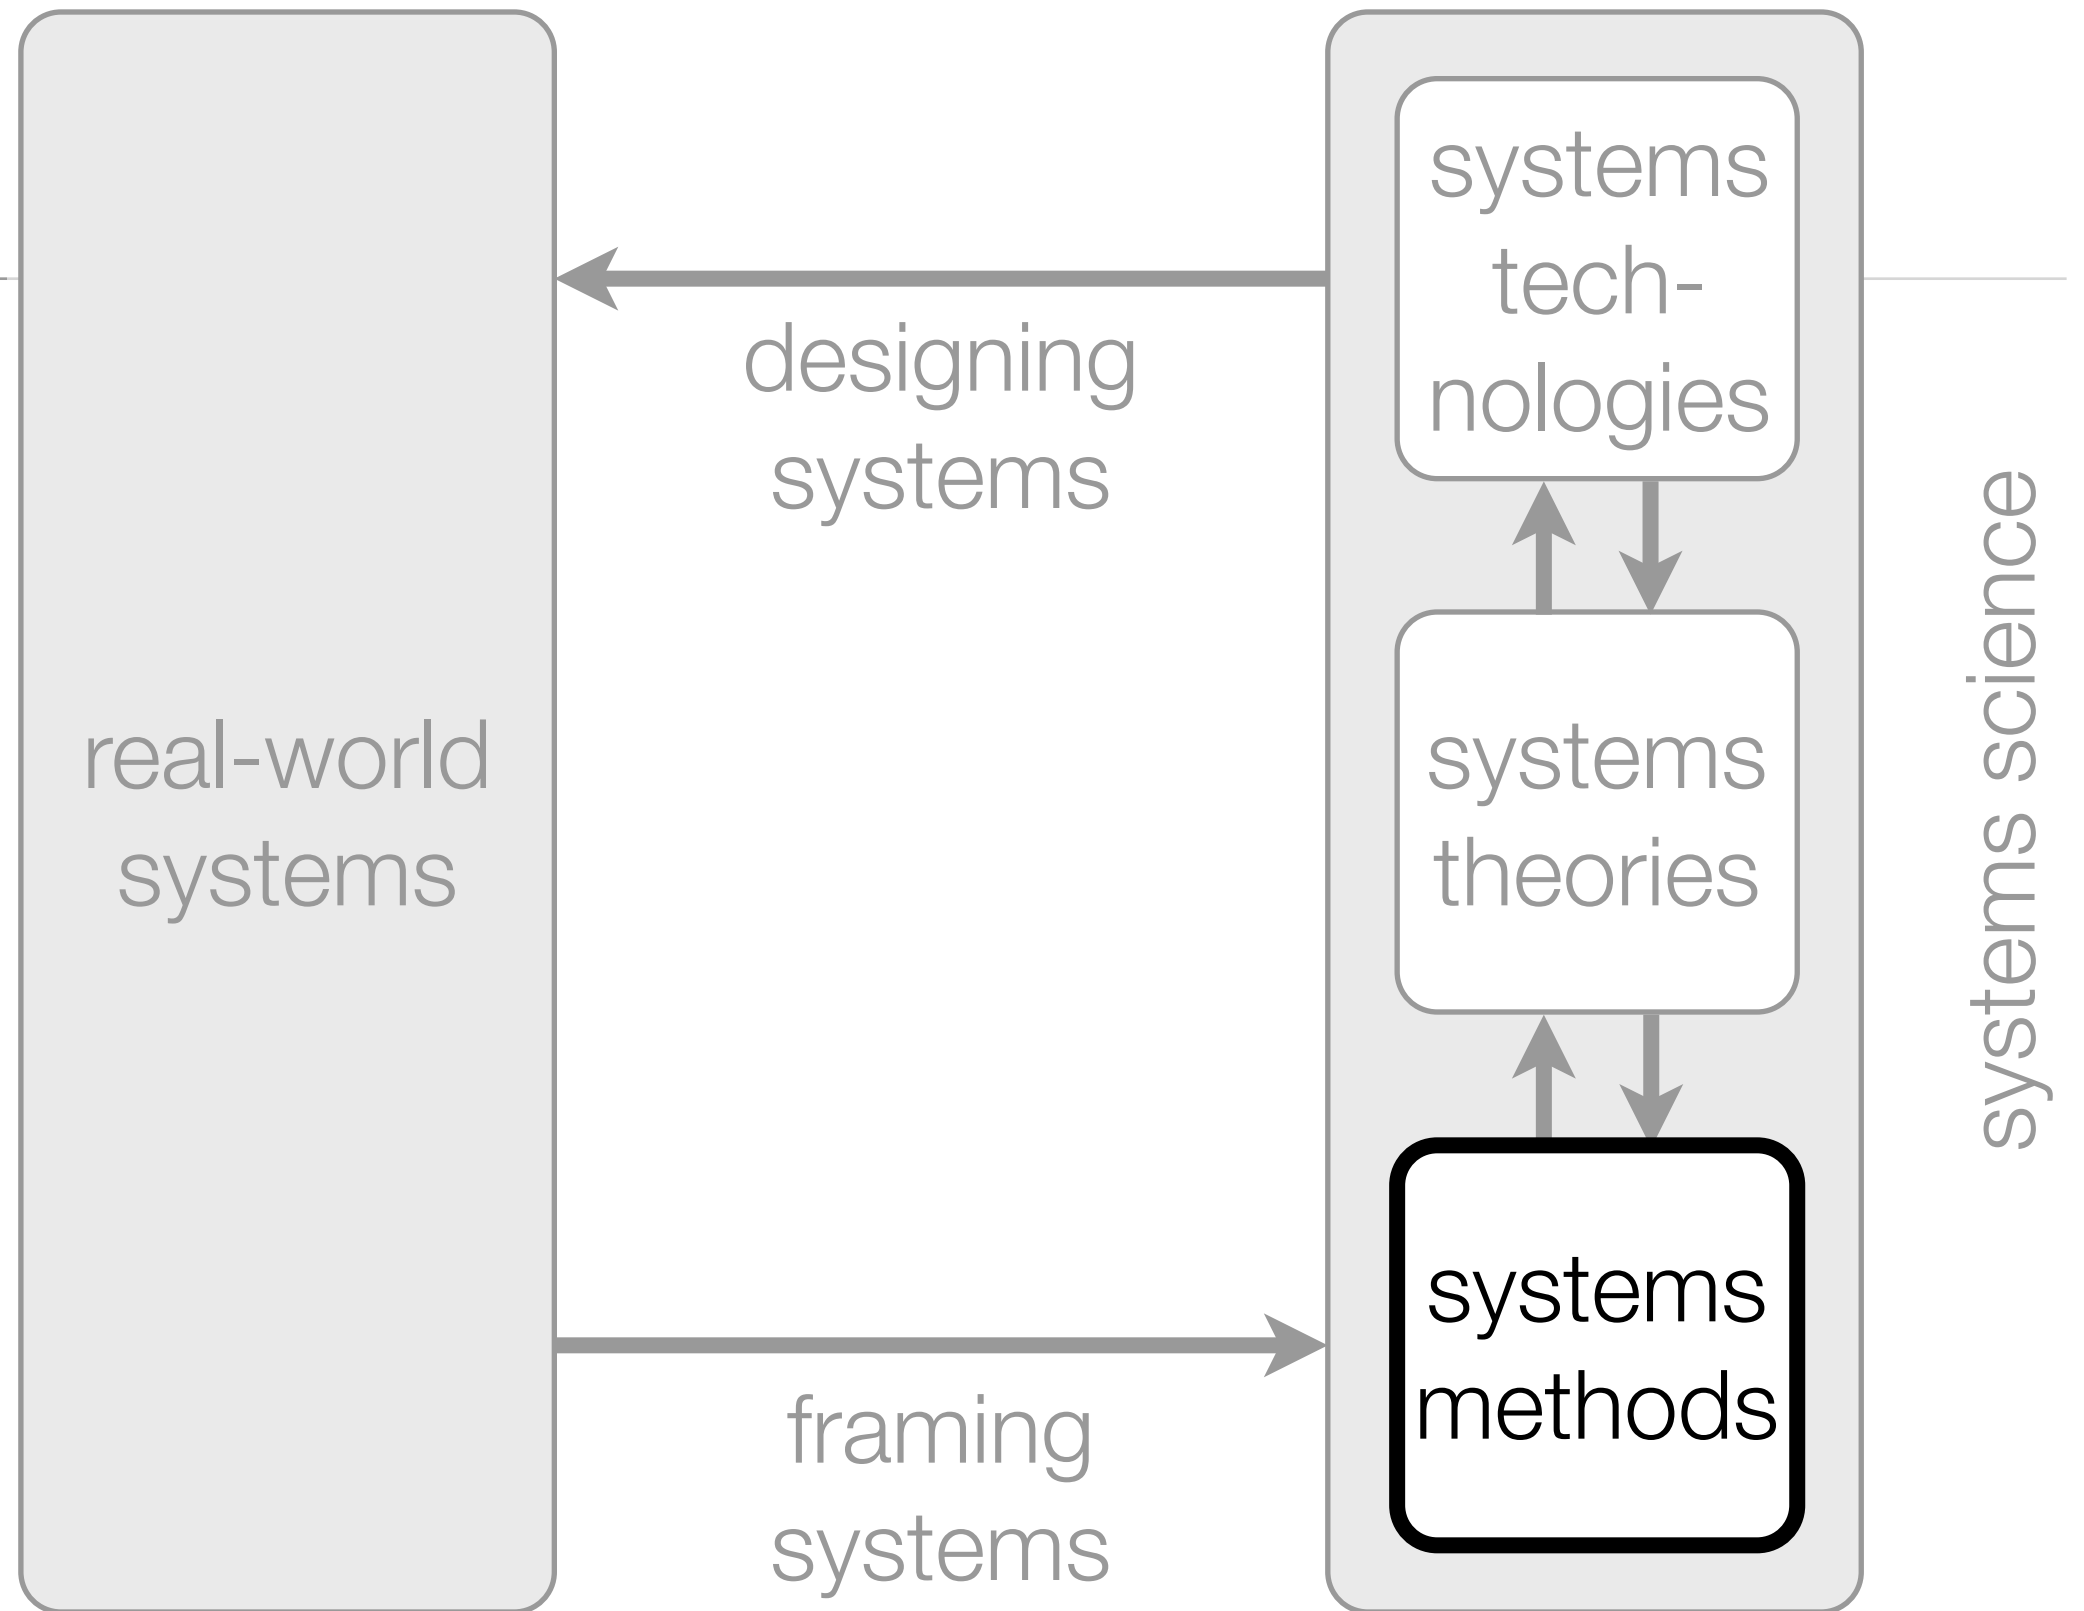 real-world
systems
designing
systems
framing
systems
systems
tech-
nologies
systems
theories
systems
methods
systems science